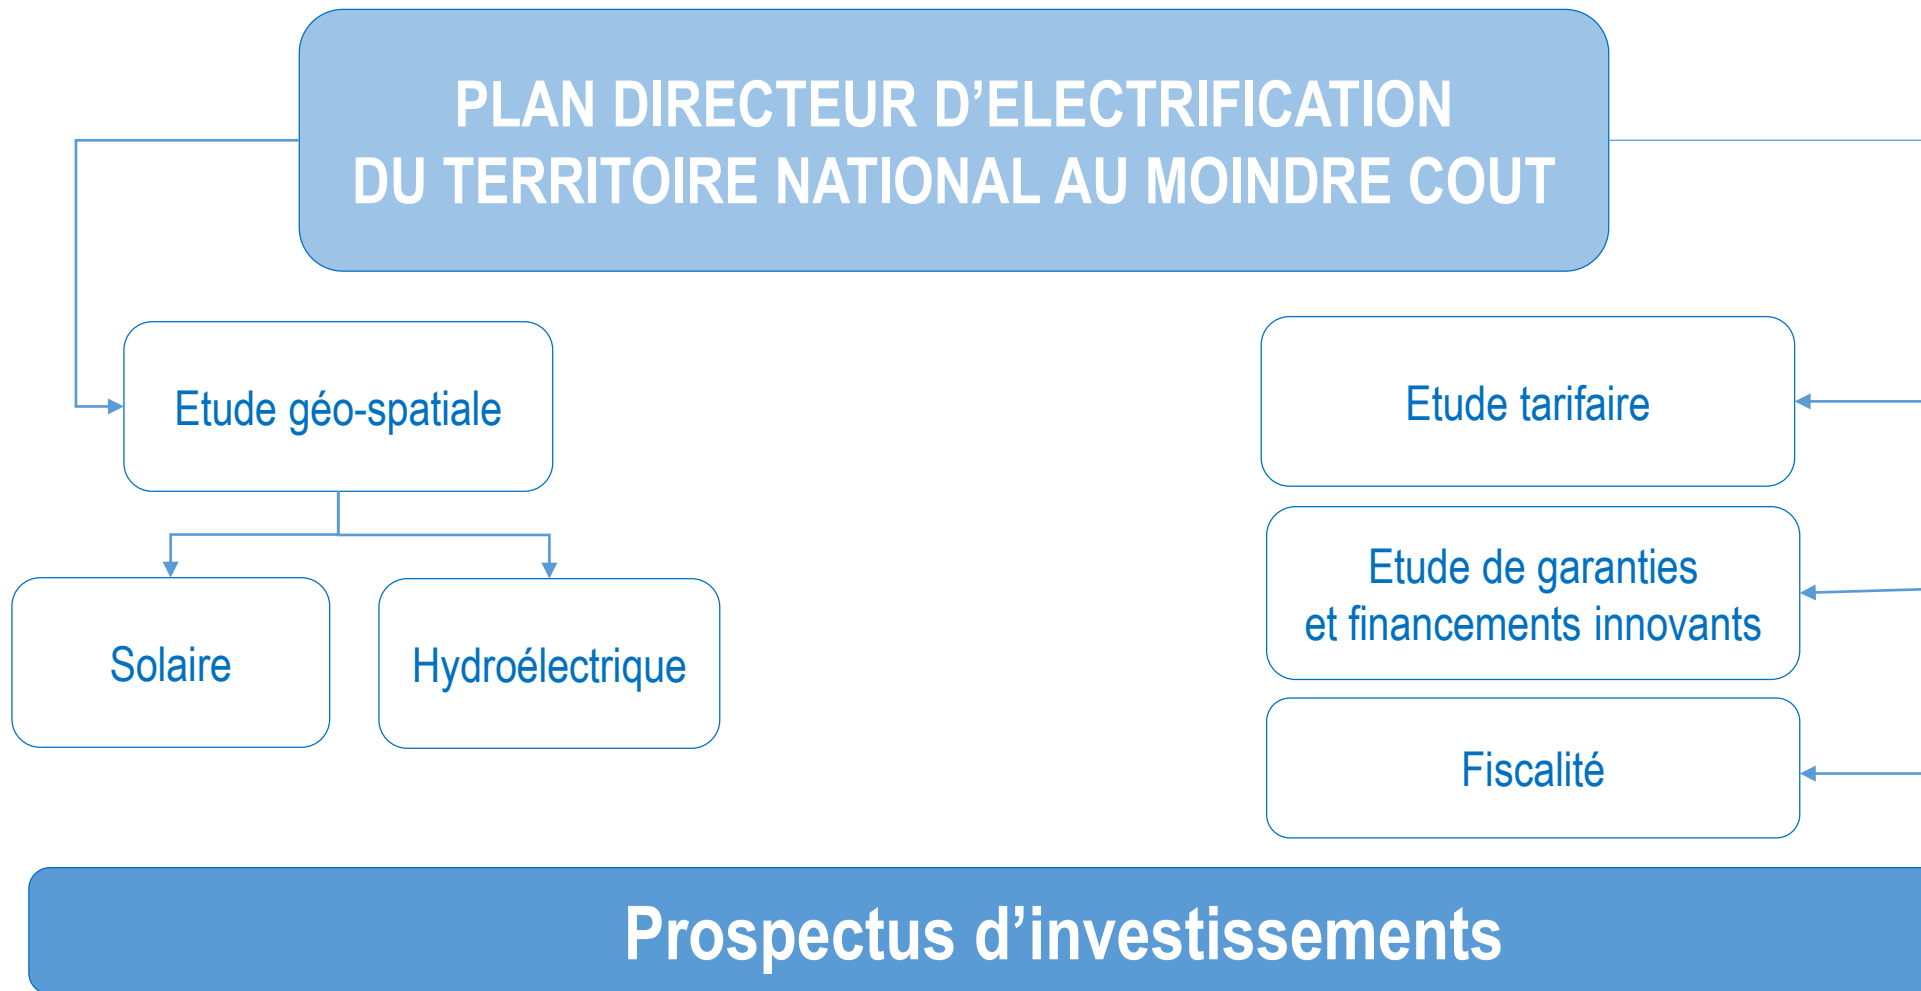 PLAN DIRECTEUR D’ELECTRIFICATION
DU TERRITOIRE NATIONAL AU MOINDRE COUT
Etude géo-spatiale
Solaire
Hydroélectrique
Etude tarifaire
Etude de garanties
et financements innovants
Fiscalité
Prospectus d’investissements